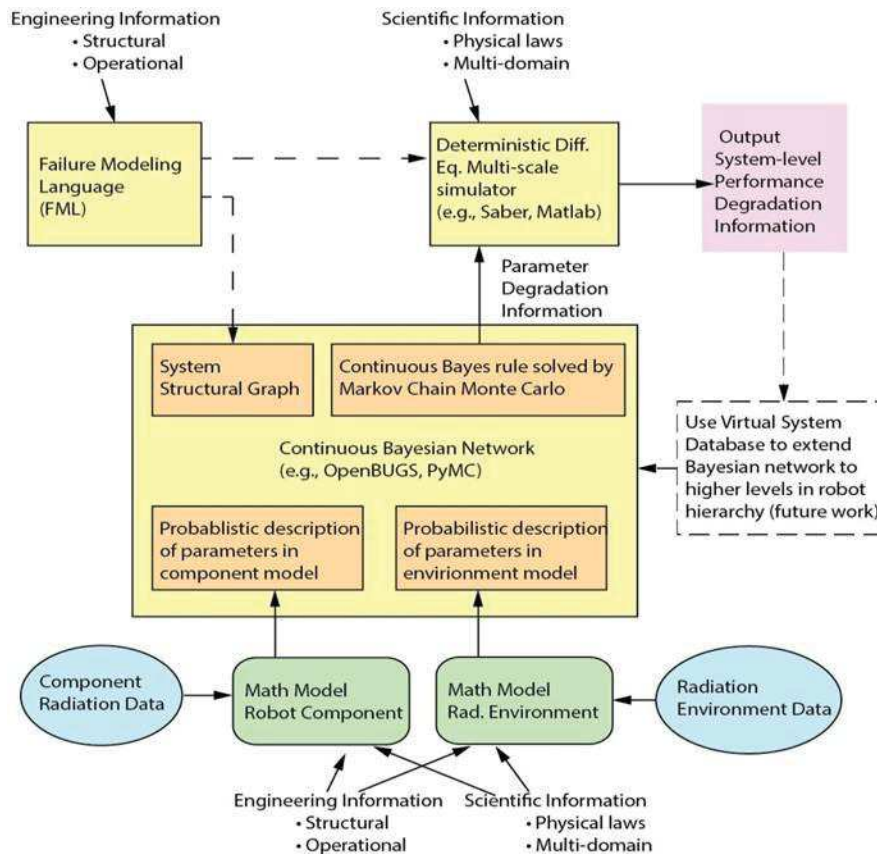 Engineering Information
• Structural
• Operational
Scientific Information
• Physical laws
• Multi-domain
Failure Modeling
Language
(FML)
Deterministic Diff.
Eq. Multi-scale
simulator
(e.g., Saber, Matlab)
Output
System-level
Performance
Degradation
Information
Parameter
Degradation
Information
System
Structural Graph
Continuous Bayes rule solved by
Markov Chain Monte Carlo
Continuous Bayesian Network
(e.g., OpenBUGS, PyMC)
Use Virtual System
Database to extend
Bayesian network to
higher levels in robot
hierarchy (future work)
Probablistic description
of parameters in
component model
Probabilistic description
of parameters in
envirionment model
Component
Radiation Data
Math Model
Robot Component
Math Model
Rad. Environment
Radiation
Environment Data
Engineering Information
• Structural
• Operational
Scientific Information
• Physical laws
• Multi-domain